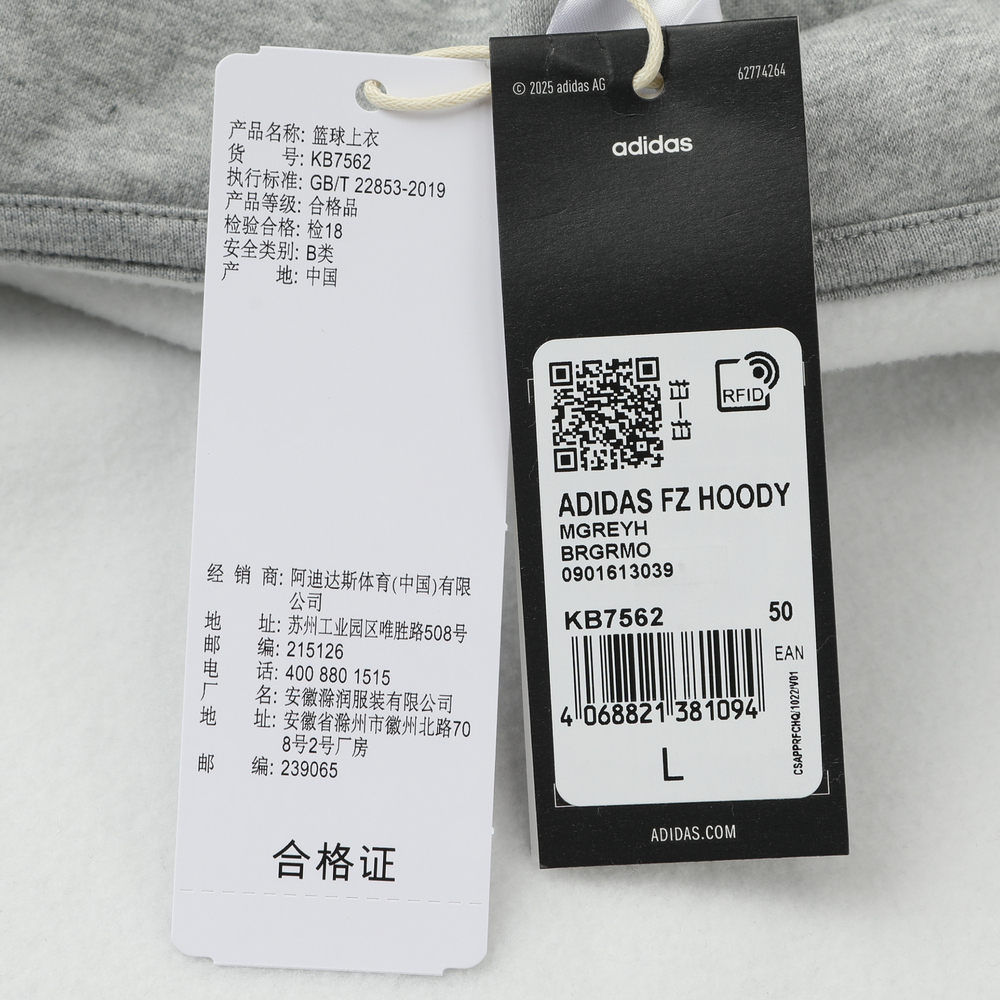 产品名称: 篮球上衣
货 号: KB7562
执行标准: GB/T 22853-2019
产品等级: 合格品
检验合格: 检18
安全类别: B类
产 地: 中国
经 销 商: 阿迪达斯体育(中国)有限
公司
地 址: 苏州工业园区唯胜路508号
邮 编: 215126
电 话: 400 880 1515
厂 名: 安徽滁润服装有限公司
地 址: 安徽省滁州市徽州北路70
8号2号厂房
邮 编: 239065
合格证
© 2025 adidas AG
62774264
adidas
RFID
ADIDAS FZ HOODY
MGREYH
BRGRMO
0901613039
KB7562 50
EAN
4 068821 381094
CSAPPRFCHQ/1022/V01
L
ADIDAS.COM